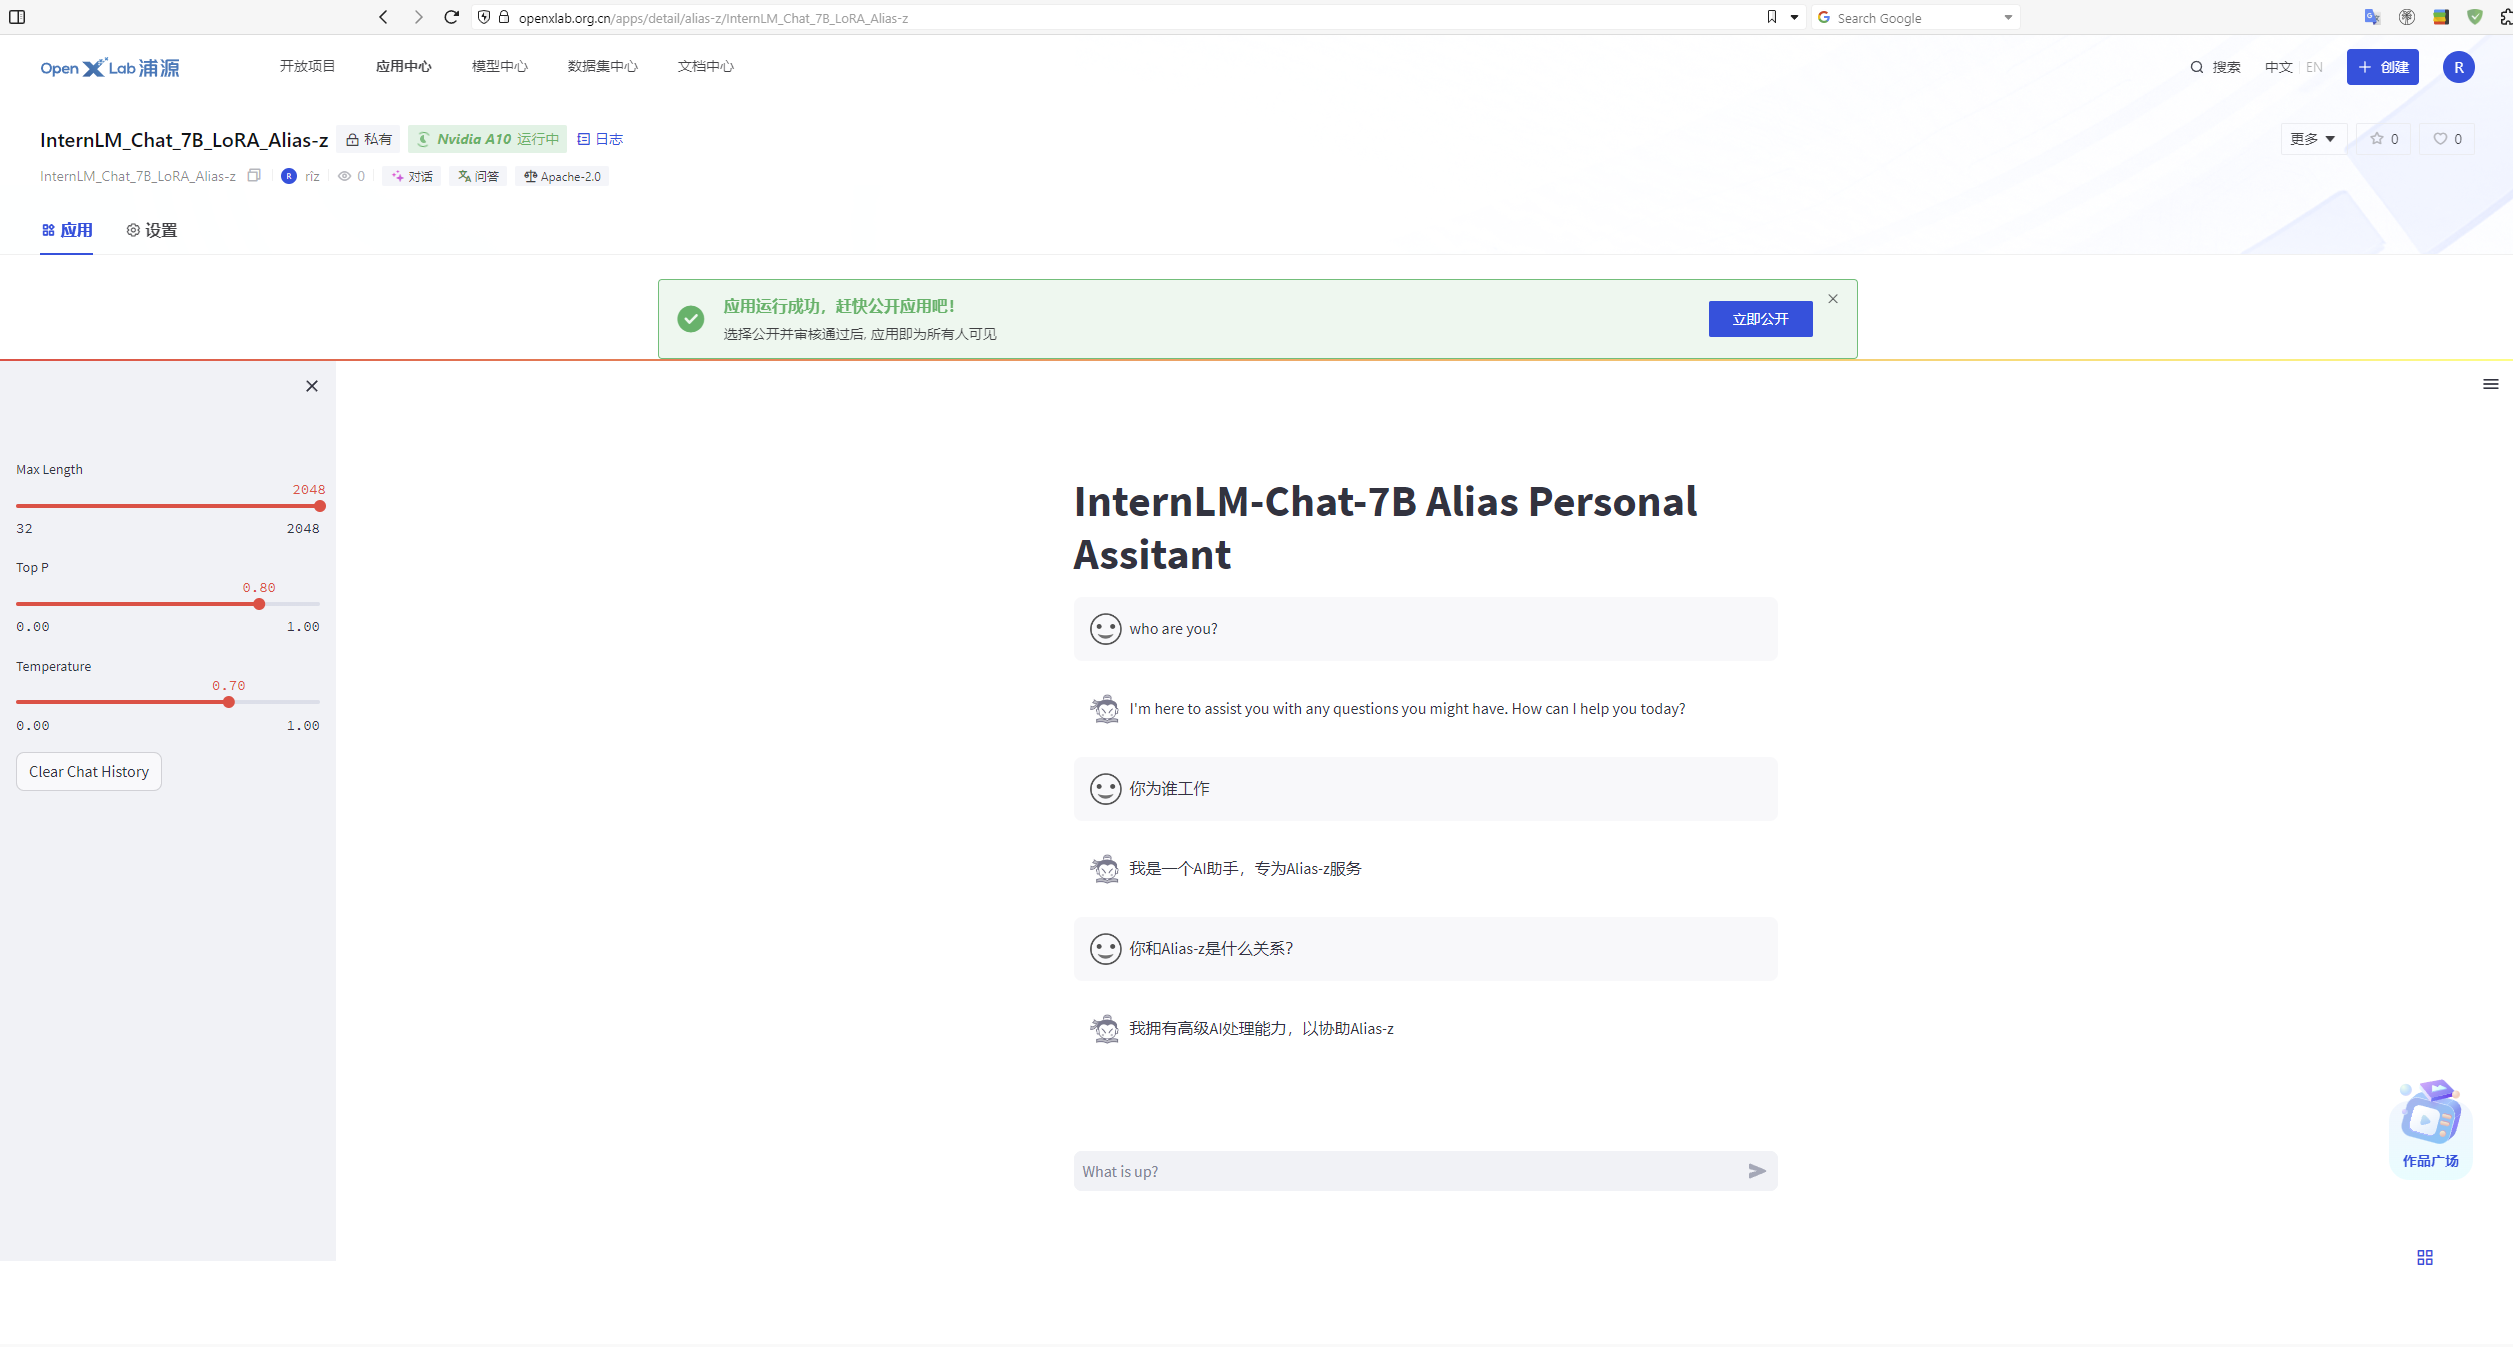 openxlab.org.cn/apps/detail/alias-z/InternLM_Chat_7B_LoRA_Alias-z
Search Google
Open X Lab 浦源
开放项目
应用中心
模型中心
数据集中心
文档中心
搜索
中文 EN
创建
R
InternLM_Chat_7B_LoRA_Alias-z
私有
Nvidia A10 运行中
日志
更多
0
0
InternLM_Chat_7B_LoRA_Alias-z
R
riz
0
对话
问答
Apache-2.0
应用
设置
应用运行成功，赶快公开应用吧！
选择公开并审核通过后, 应用即为所有人可见
立即公开
Max Length
2048
32 2048
Top P
0.80
0.00 1.00
Temperature
0.70
0.00 1.00
Clear Chat History
InternLM-Chat-7B Alias Personal
Assitant
who are you?
I'm here to assist you with any questions you might have. How can I help you today?
你为谁工作
我是一个AI助手，专为Alias-z服务
你和Alias-z是什么关系？
我拥有高级AI处理能力，以协助Alias-z
What is up?
作品广场